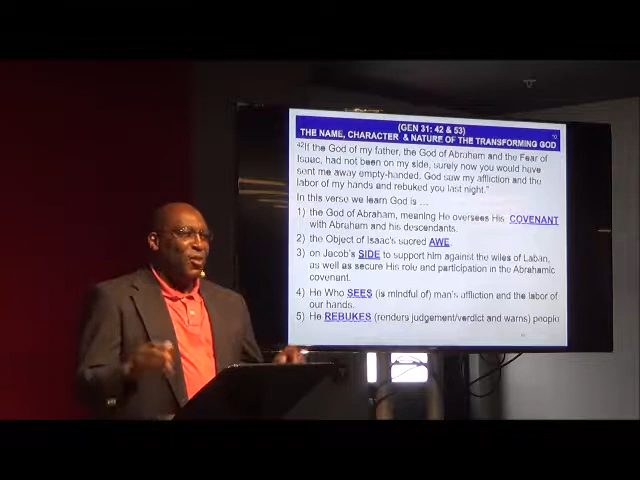 (GEN 31: 42 & 53)
THE NAME, CHARACTER & NATURE OF THE TRANSFORMING GOD
42If the God of my father, the God of Abraham and the Fear of
Isaac, had not been on my side, surely now you would have
sent me away empty-handed. God saw my affliction and the
labor of my hands and rebuked you last night."
In this verse we learn God is ...
1) the God of Abraham, meaning He oversees His COVENANT
with Abraham and his descendants.
2) the Object of Isaac's sacred AWE.
3) on Jacob's SIDE to support him against the wiles of Laban,
as well as secure His role and participation in the Abrahamic
covenant.
4) He Who SEES (is mindful of) man's affliction and the labor of
our hands.
5) He REBUKES (renders judgement/verdict and warns) people